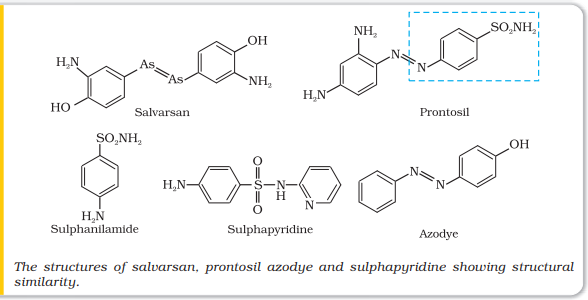 NH₂
SO₂NH₂
OH
H₂N
As
N
As
N
NH₂
HO
H₂N
Salvarsan
Prontosil
SO₂NH₂
OH
O
N
H₂N
S
N
N
H
O
N
H₂N
Sulphanilamide
Sulphapyridine
Azodye
The structures of salvarsan, prontosil azodye and sulphapyridine showing structural
similarity.